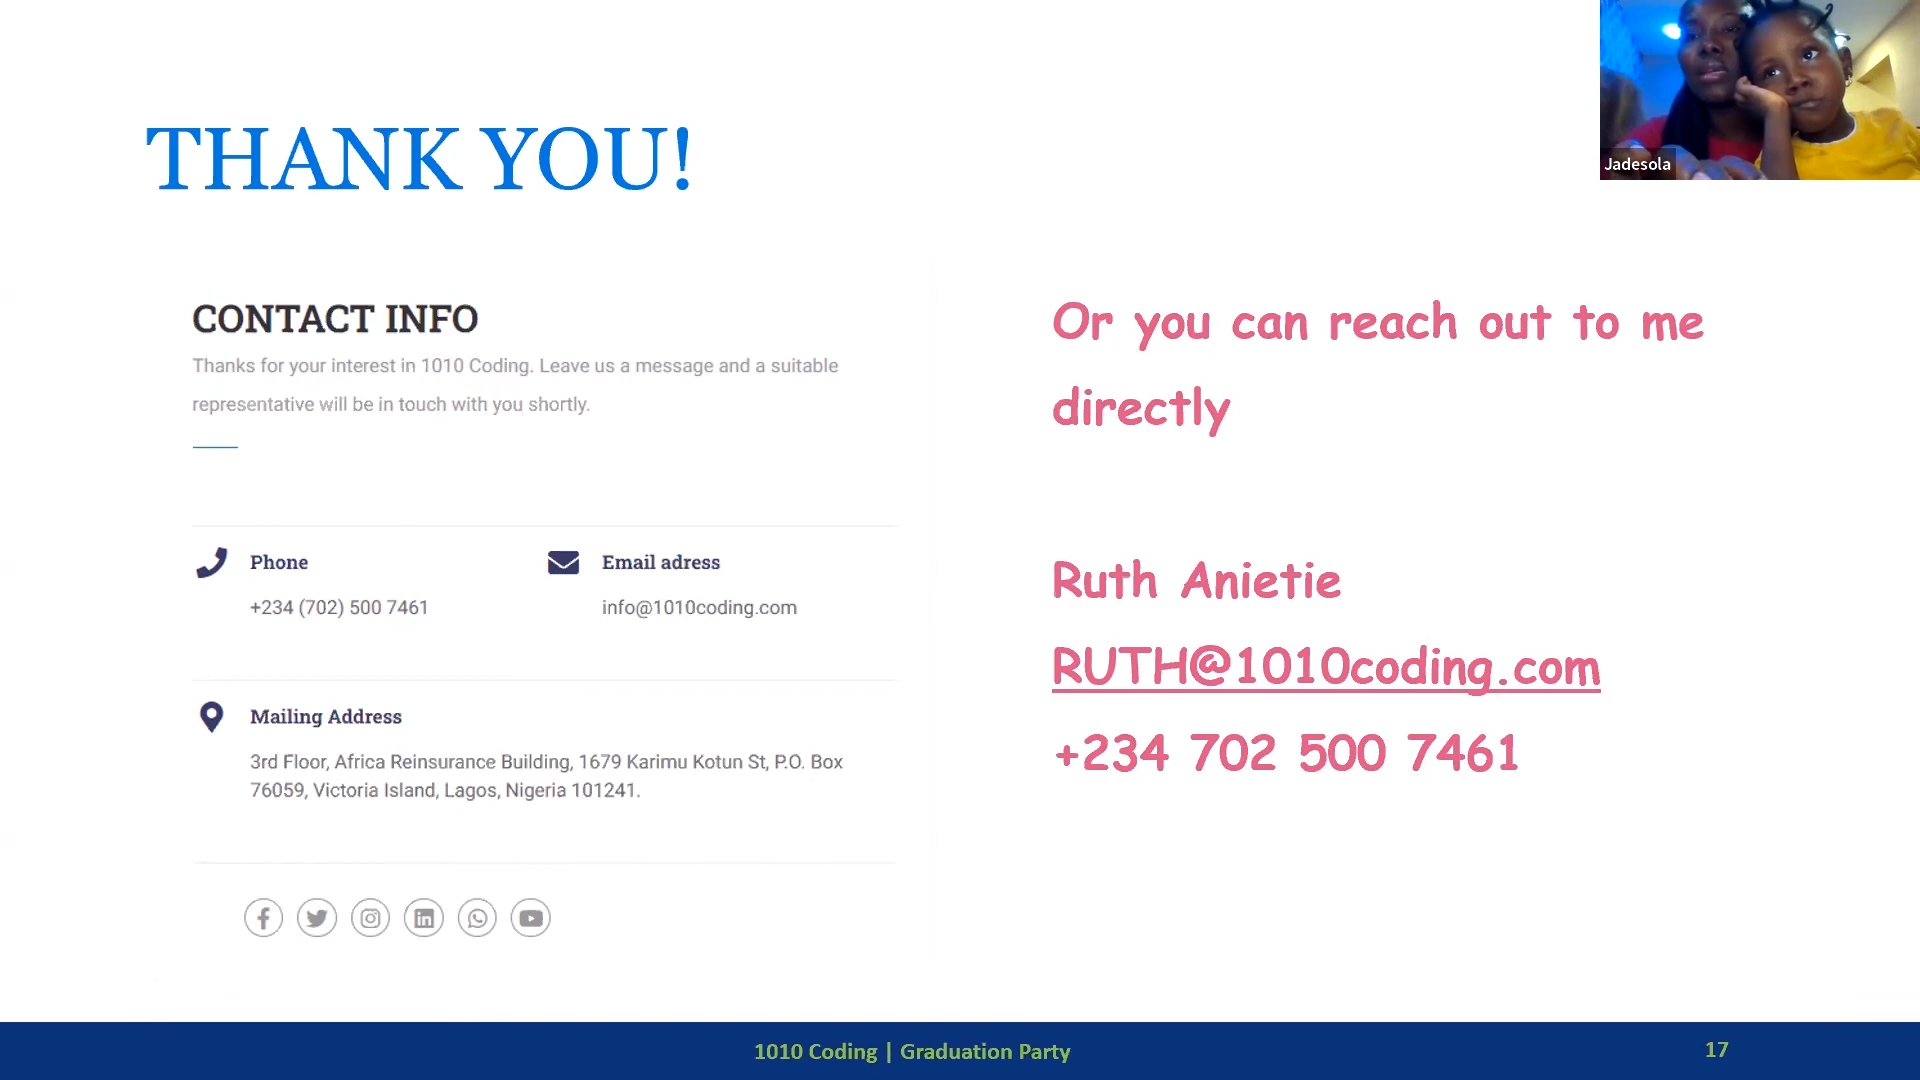 THANK YOU!
Jadesola
CONTACT INFO
Thanks for your interest in 1010 Coding. Leave us a message and a suitable
representative will be in touch with you shortly.
Phone
+234 (702) 500 7461
Email adress
info@1010coding.com
Mailing Address
3rd Floor, Africa Reinsurance Building, 1679 Karimu Kotun St, P.O. Box
76059, Victoria Island, Lagos, Nigeria 101241.
Or you can reach out to me
directly
Ruth Anietie
RUTH@1010coding.com
+234 702 500 7461
1010 Coding | Graduation Party
17